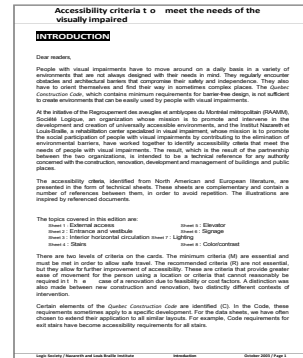 Accessibility criteria t o meet the needs of the
visually impaired
INTRODUCTION
Dear readers,
People with visual impairments have to move around on a daily basis in a variety of
environments that are not always designed with their needs in mind. They regularly encounter
obstacles and architectural barriers that compromise their safety and independence. They also
have to orient themselves and find their way in sometimes complex places. The Quebec
Construction Code, which contains minimum requirements for barrier-free design, is not sufficient
to create environments that can be easily used by people with visual impairments.
At the initiative of the Regroupement des aveugles et amblyopes du Montréal métropolitain (RAAMM),
Société Logique, an organization whose mission is to promote and intervene in the
development and creation of universally accessible environments, and the Institut Nazareth et
Louis-Braille, a rehabilitation center specialized in visual impairment, whose mission is to promote
the social participation of people with visual impairments by contributing to the elimination of
environmental barriers, have worked together to identify accessibility criteria that meet the
needs of people with visual impairments. The result, which is the result of the partnership
between the two organizations, is intended to be a technical reference for any authority
concerned with the construction, renovation, development and management of buildings and public
places.
The accessibility criteria, identified from North American and European literature, are
presented in the form of technical sheets. These sheets are complementary and contain a
number of references between them, in order to avoid repetition. The illustrations are
inspired by referenced documents.
The topics covered in this edition are:
Sheet 1 : External access Sheet 5 : Elevator
Sheet 2 : Entrance and vestibule Sheet 6 : Signage
Sheet 3 : Interior horizontal circulation Sheet 7 : Lighting
Sheet 4 : Stairs Sheet 8 : Color/contrast
There are two levels of criteria on the cards. The minimum criteria (M) are essential and
must be met in order to allow safe travel. The recommended criteria (R) are not essential,
but they allow for further improvement of accessibility. These are criteria that provide greater
ease of movement for the person using a location or criteria that cannot reasonably be
required in t h e case of a renovation due to feasibility or cost factors. A distinction was
also made between new construction and renovation, two distinctly different contexts of
intervention.
Certain elements of the Quebec Construction Code are identified (C). In the Code, these
requirements sometimes apply to a specific layout. For the data sheets, we have often
chosen to extend their application to all similar layouts. For example, Code requirements for
exit stairs have become accessibility requirements for all stairs.
Logic Society / Nazareth and Louis-Braille Institute Introduction October 2003 / Page 2